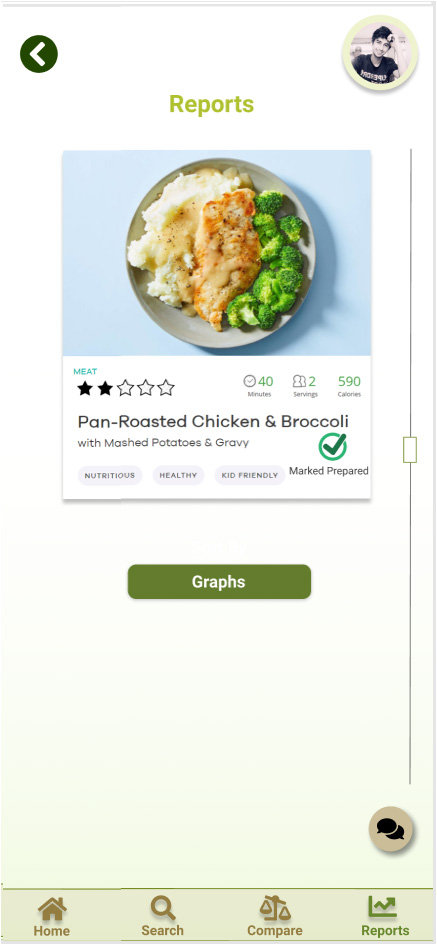 Reports
MEAT
40
Minutes
2
Servings
590
Calories
Pan-Roasted Chicken & Broccoli
with Mashed Potatoes & Gravy
NUTRITIOUS
HEALTHY
KID FRIENDLY
Marked Prepared
Graphs
Home
Search
Compare
Reports